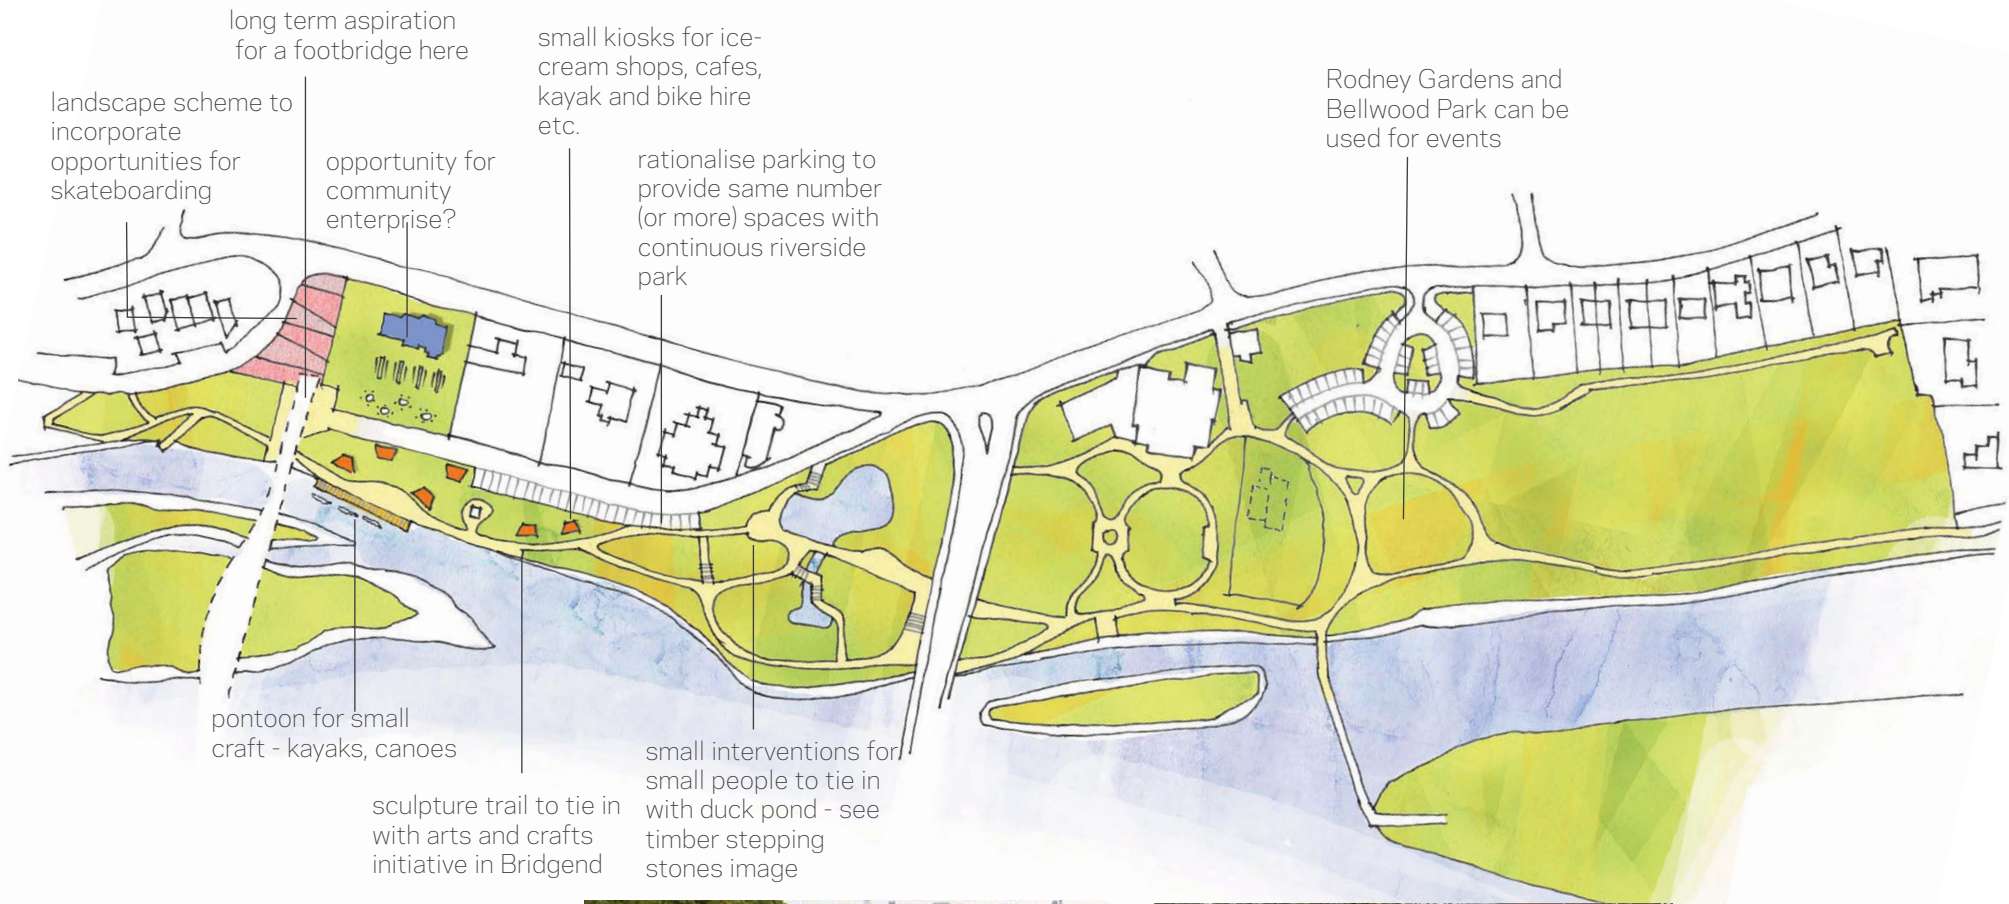 long term aspiration
for a footbridge here
small kiosks for ice-
cream shops, cafes,
kayak and bike hire
etc.
Rodney Gardens and
Bellwood Park can be
used for events
landscape scheme to
incorporate
opportunities for
skateboarding
opportunity for
community
enterprise?
rationalise parking to
provide same number
(or more) spaces with
continuous riverside
park
pontoon for small
craft - kayaks, canoes
sculpture trail to tie in
with arts and crafts
initiative in Bridgend
small interventions for
small people to tie in
with duck pond - see
timber stepping
stones image